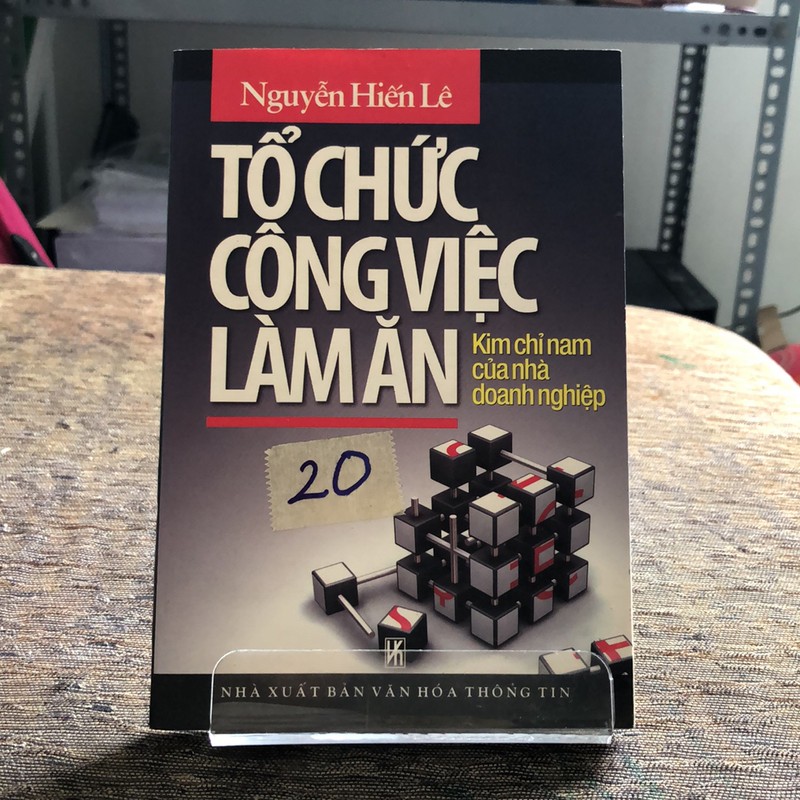 Nguyễn Hiến Lê
TỔ CHỨC
CÔNG VIỆC
LÀM ĂN
Kim chỉ nam
của nhà
doanh nghiệp
20
NHÀ XUẤT BẢN VĂN HÓA THÔNG TIN